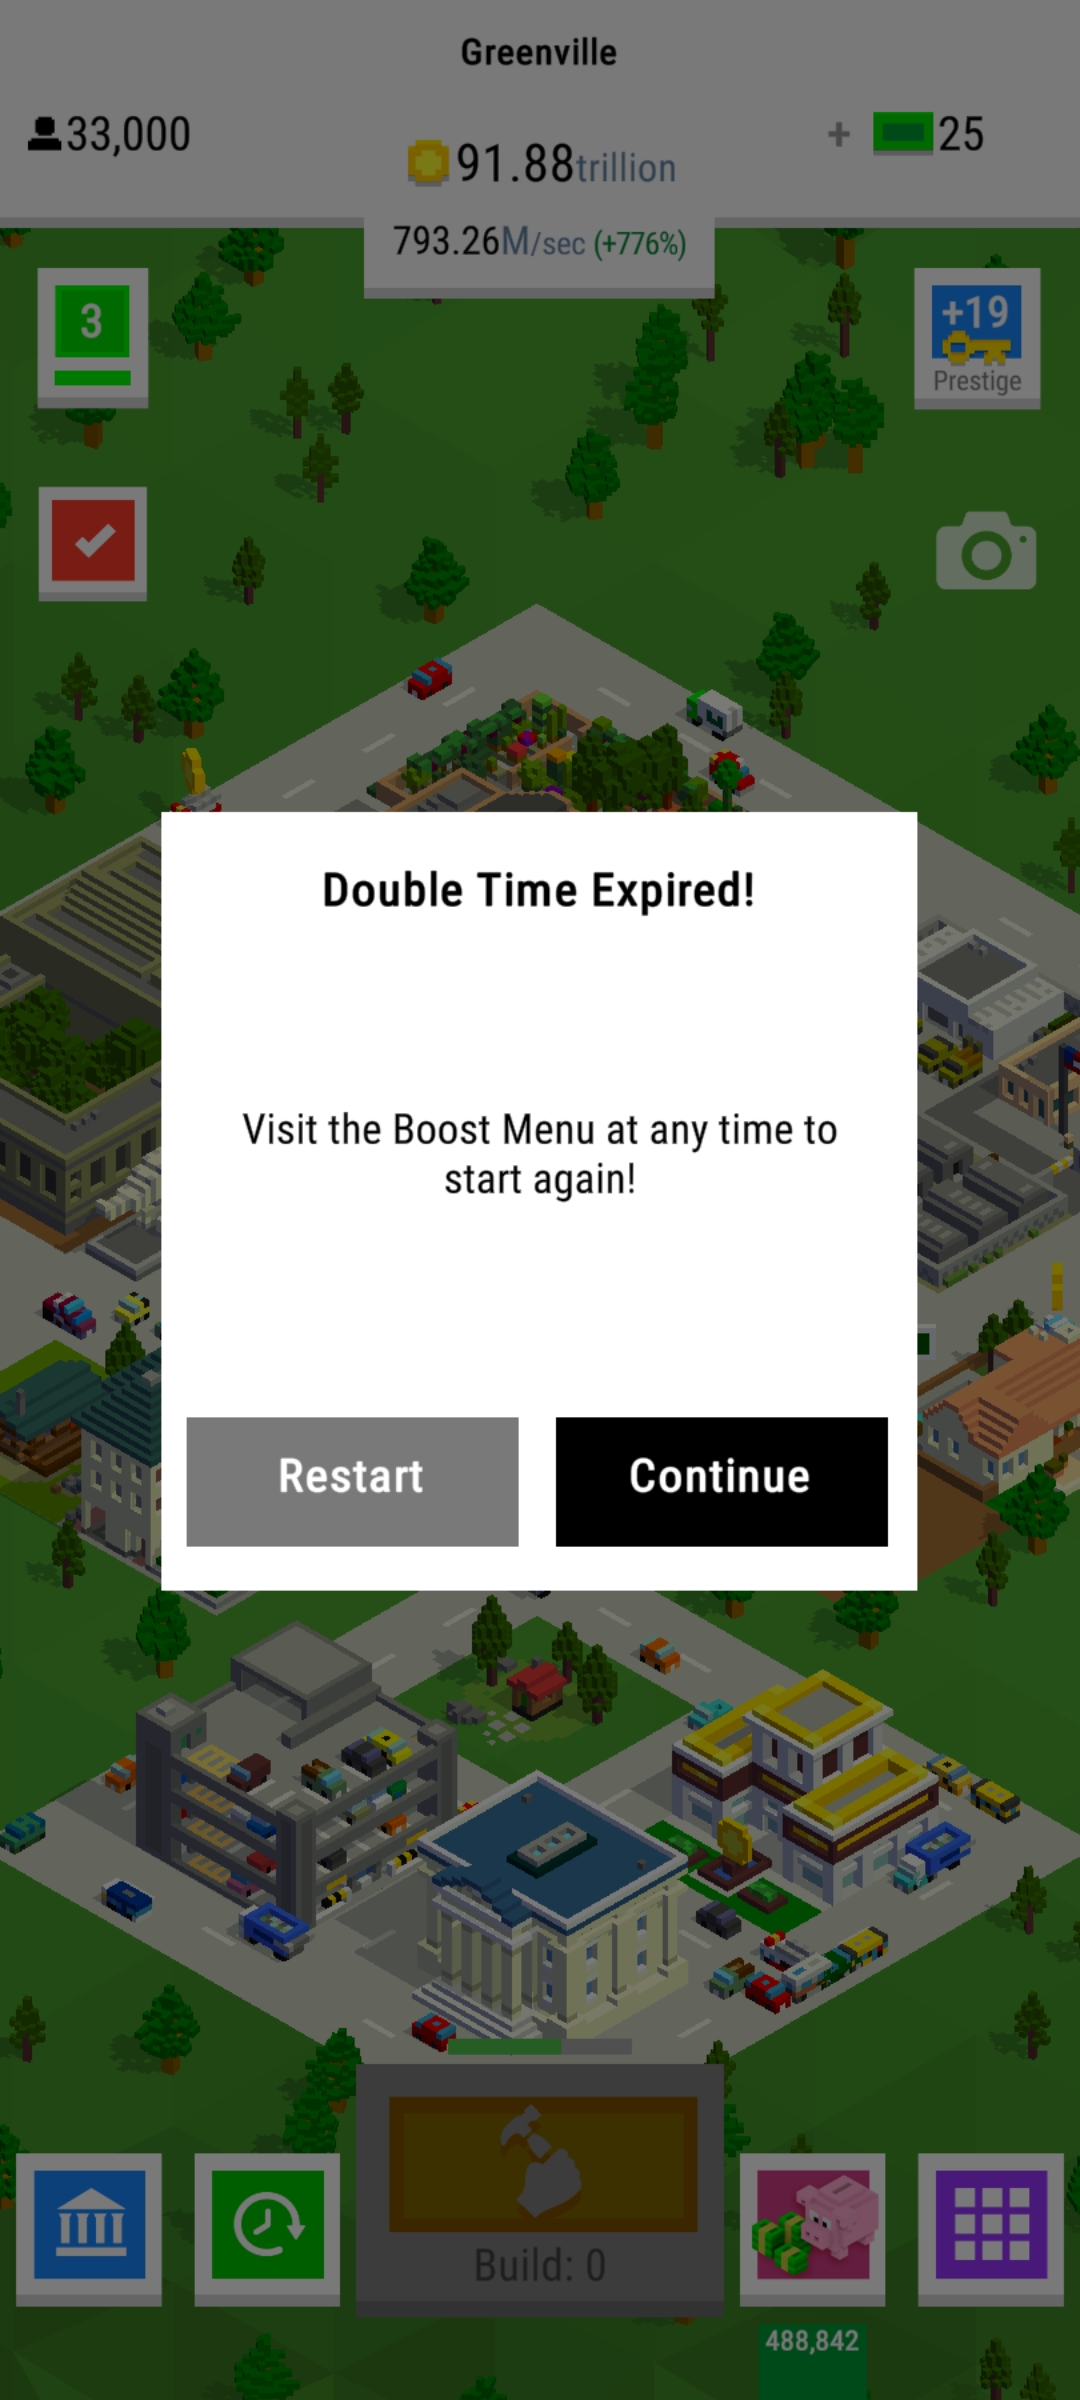 Greenville
33,000
91.88trillion
+ 25
793.26M/sec (+776%)
3
+19
Prestige
Double Time Expired!
Visit the Boost Menu at any time to
start again!
Restart
Continue
Build: 0
488,842